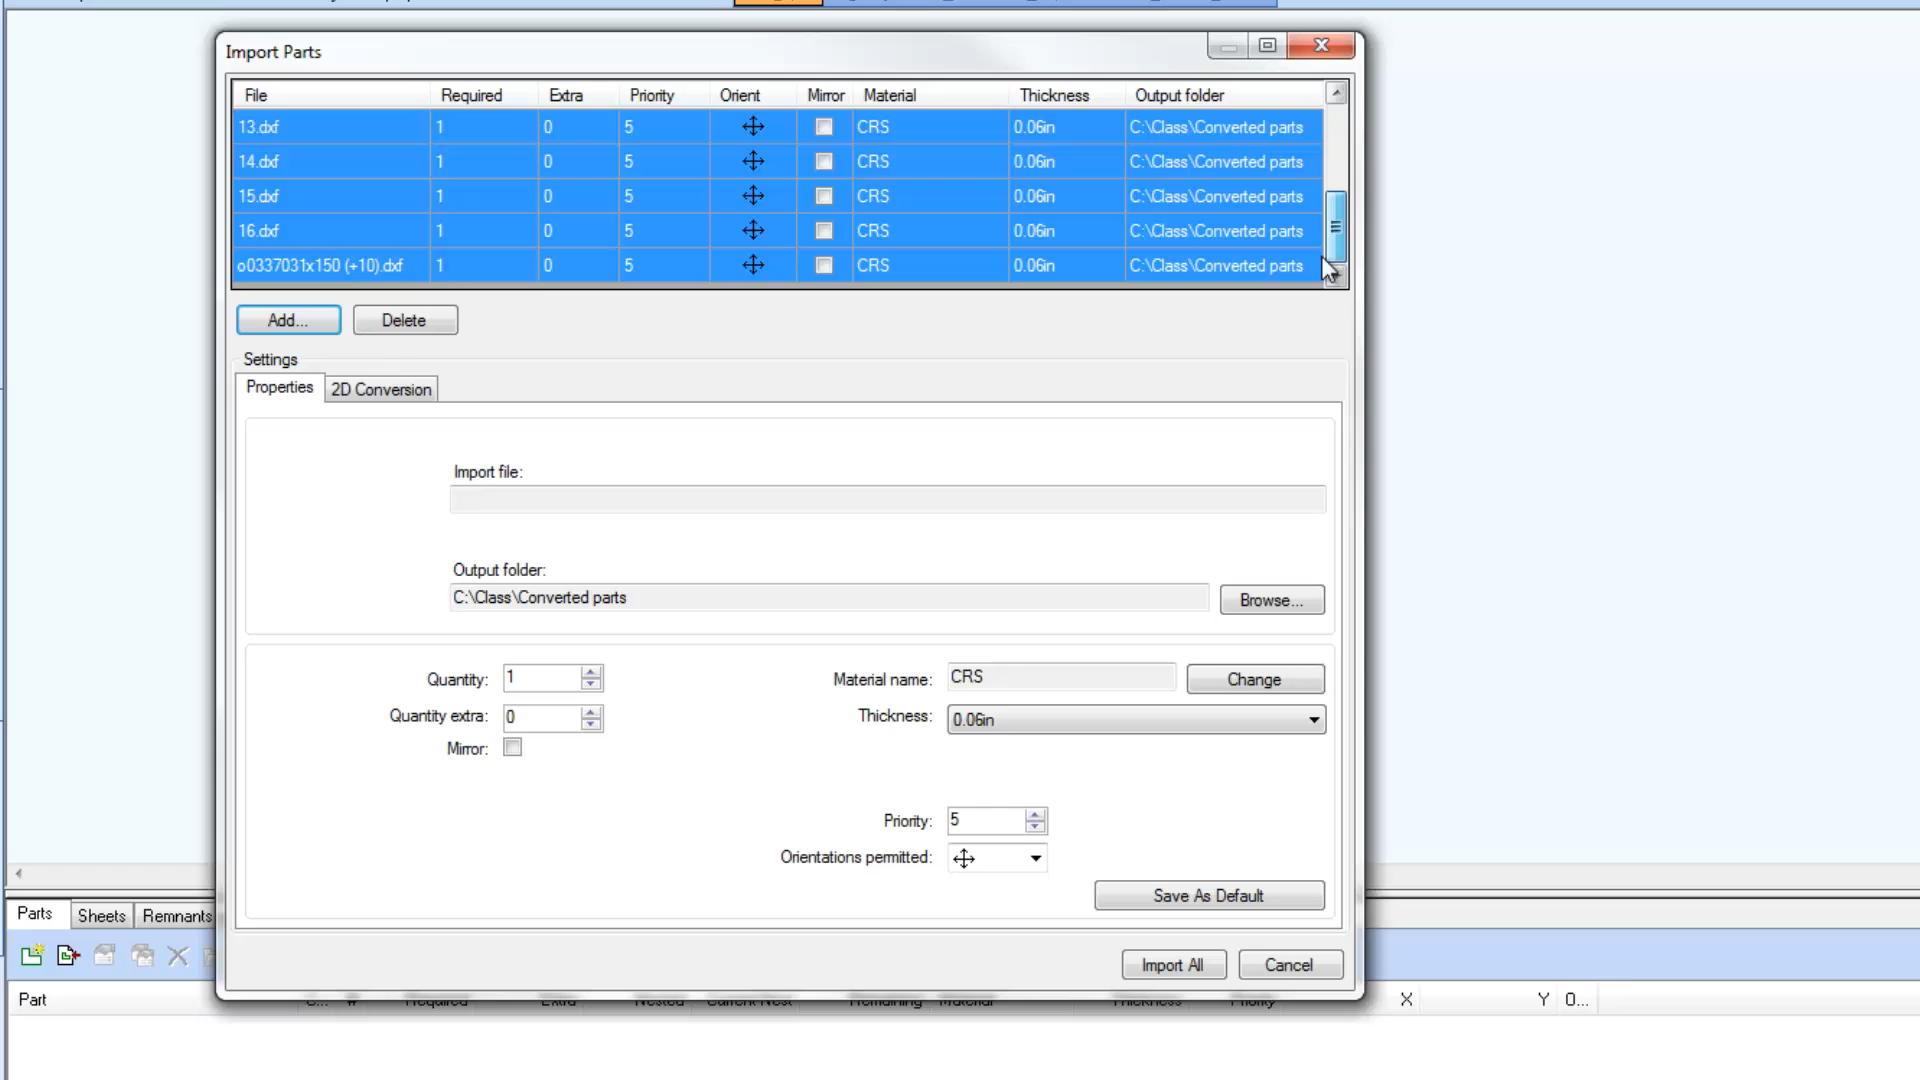 Import Parts
File Required Extra Priority Orient Mirror Material Thickness Output folder
13.dxf 1 0 5 CRS 0.06in C:\Class\Converted parts
14.dxf 1 0 5 CRS 0.06in C:\Class\Converted parts
15.dxf 1 0 5 CRS 0.06in C:\Class\Converted parts
16.dxf 1 0 5 CRS 0.06in C:\Class\Converted parts
o0337031x150 (+10).dxf 1 0 5 CRS 0.06in C:\Class\Converted parts
Add... Delete
Settings
Properties 2D Conversion
Import file:
Output folder:
C:\Class\Converted parts Browse...
Quantity: 1 Material name: CRS Change
Quantity extra: 0 Thickness: 0.06in
Mirror:
Priority: 5
Orientations permitted:
Save As Default
Parts Sheets Remnants
Import All Cancel
Part # Required Extra Nested Current Nest Remaining Material Thickness Priority X Y O...